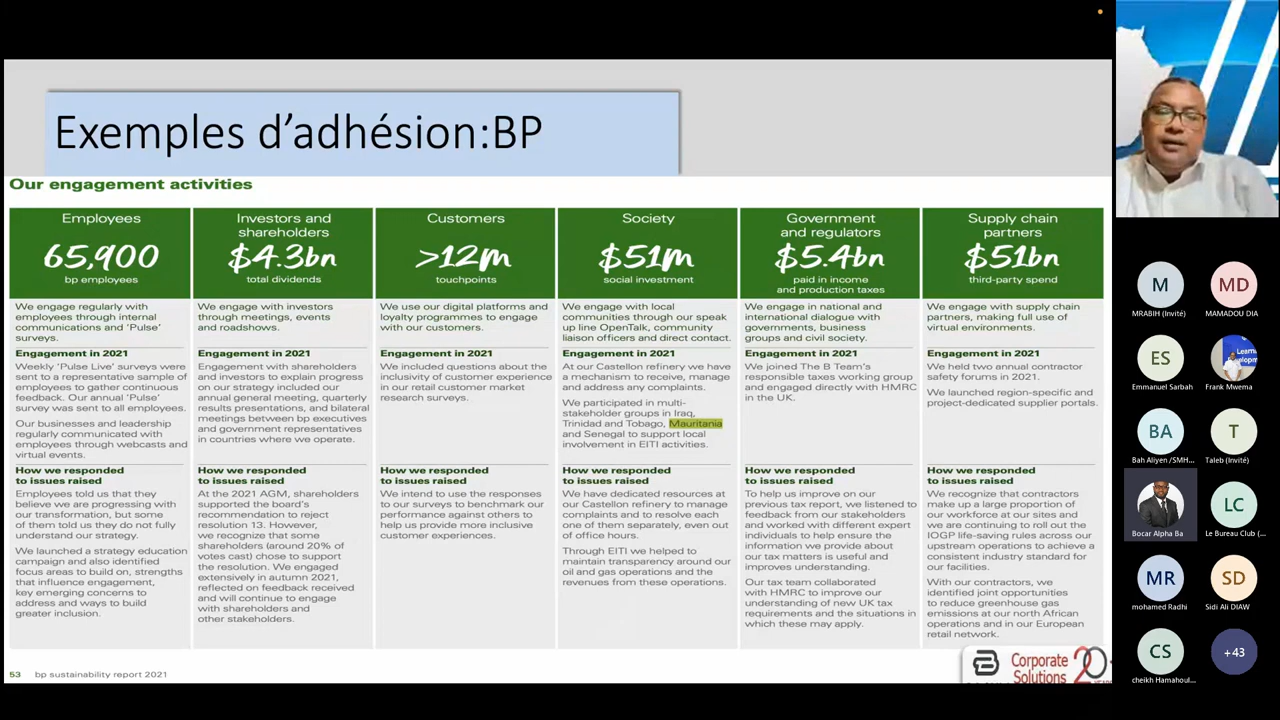 Exemples d’adhésion:BP
Our engagement activities
Employees
65,900
bp employees
We engage regularly with
employees through internal
communications and ‘Pulse’
surveys.
Engagement in 2021
Weekly ‘Pulse Live’ surveys were
sent to a representative sample of
employees to gather continuous
feedback. Our annual ‘Pulse’
survey was sent to all employees.
Our businesses and leadership
regularly communicated with
employees through webcasts and
virtual events.
How we responded
to issues raised
Employees told us that they
believe we are progressing with
our transformation, but some
of them told us they do not fully
understand our strategy.
We launched a strategy education
campaign and also identified
focus areas to build on, strengths
that influence engagement,
key emerging concerns to
address and ways to build
greater inclusion.
Investors and
shareholders
$4.3bn
total dividends
We engage with investors
through meetings, events
and roadshows.
Engagement in 2021
Engagement with shareholders
and investors to explain progress
on our strategy included our
annual general meeting, quarterly
results presentations, and bilateral
meetings between bp executives
and government representatives
in countries where we operate.
How we responded
to issues raised
At the 2021 AGM, shareholders
supported the board’s
recommendation to reject
resolution 13. However,
we recognize that some
shareholders (around 20% of
votes cast) chose to support
the resolution. We engaged
extensively in autumn 2021,
reflected on feedback received
and will continue to engage
with shareholders and
other stakeholders.
Customers
>12m
touchpoints
We use our digital platforms and
loyalty programmes to engage
with our customers.
Engagement in 2021
We included questions about the
inclusivity of customer experience
in our retail customer market
research surveys.
How we responded
to issues raised
We intend to use the responses
to our surveys to benchmark our
performance against others to
help us provide more inclusive
customer experiences.
Society
$51m
social investment
We engage with local
communities through our speak
up line OpenTalk, community
liaison officers and direct contact.
Engagement in 2021
At our Castellon refinery we have
a mechanism to receive, manage
and address any complaints.
We participated in multi-
stakeholder groups in Iraq,
Trinidad and Tobago, Mauritania
and Senegal to support local
involvement in EITI activities.
How we responded
to issues raised
We have dedicated resources at
our Castellon refinery to manage
complaints and to resolve each
one of them separately, even out
of office hours.
Through EITI we helped to
maintain transparency around our
oil and gas operations and the
revenues from these operations.
Government
and regulators
$5.4bn
paid in income
and production taxes
We engage in national and
international dialogue with
governments, business
groups and civil society.
Engagement in 2021
We joined The B Team’s
responsible taxes working group
and engaged directly with HMRC
in the UK.
How we responded
to issues raised
To help us improve on our
previous tax report, we listened to
feedback from our stakeholders
and worked with different expert
individuals to help ensure the
information we provide about
our tax matters is useful and
improves understanding.
Our tax team collaborated
with HMRC to improve our
understanding of new UK tax
requirements and the situations in
which these may apply.
Supply chain
partners
$51bn
third-party spend
We engage with supply chain
partners, making full use of
virtual environments.
Engagement in 2021
We held two annual contractor
safety forums in 2021.
We launched region-specific and
project-dedicated supplier portals.
How we responded
to issues raised
We recognize that contractors
make up a large proportion of
our workforce at our sites and
we are continuing to roll out the
IOGP life-saving rules across our
upstream operations to achieve a
consistent industry standard for
our facilities.
With our contractors, we
identified joint opportunities
to reduce greenhouse gas
emissions at our north African
operations and in our European
retail network.
53 bp sustainability report 2021
Corporate
Solutions
20
M
MRABIH (Invité)
MD
MAMADOU DIA
ES
Emmanuel Sarbah
Frank Mwema
BA
Bah Aliyen /SMH...
T
Taleb (Invité)
Bocar Alpha Ba
LC
Le Bureau Club (...
MR
mohamed Radhi
SD
Sidi Ali DIAW
CS
cheikh Hamahoul...
+43